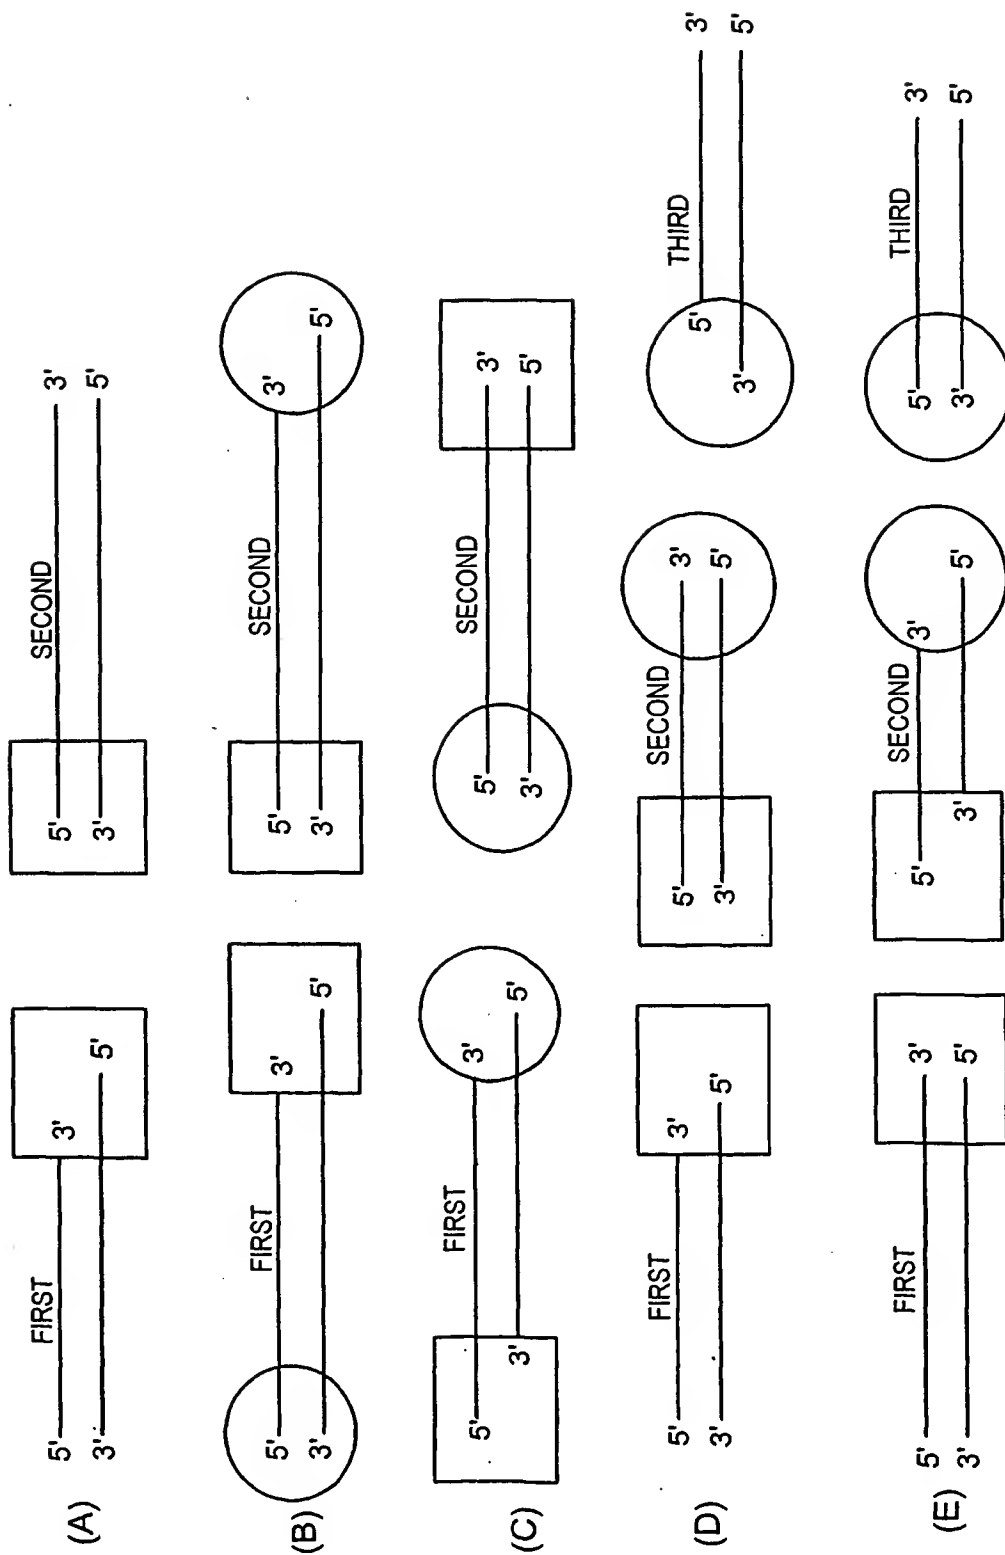 FIRST SECOND
(A) 5' 3' 5' 3'
3' 5' 3' 5'
FIRST SECOND
(B) 5' 3' 5' 3'
3' 5' 3' 5'
FIRST SECOND
(C) 5' 3' 5' 3'
3' 5' 3' 5'
FIRST SECOND THIRD
(D) 5' 3' 5' 3' 5' 3'
3' 5' 3' 5' 3' 5'
FIRST SECOND THIRD
(E) 5' 3' 5' 3' 5' 3'
3' 5' 3' 5' 3' 5'